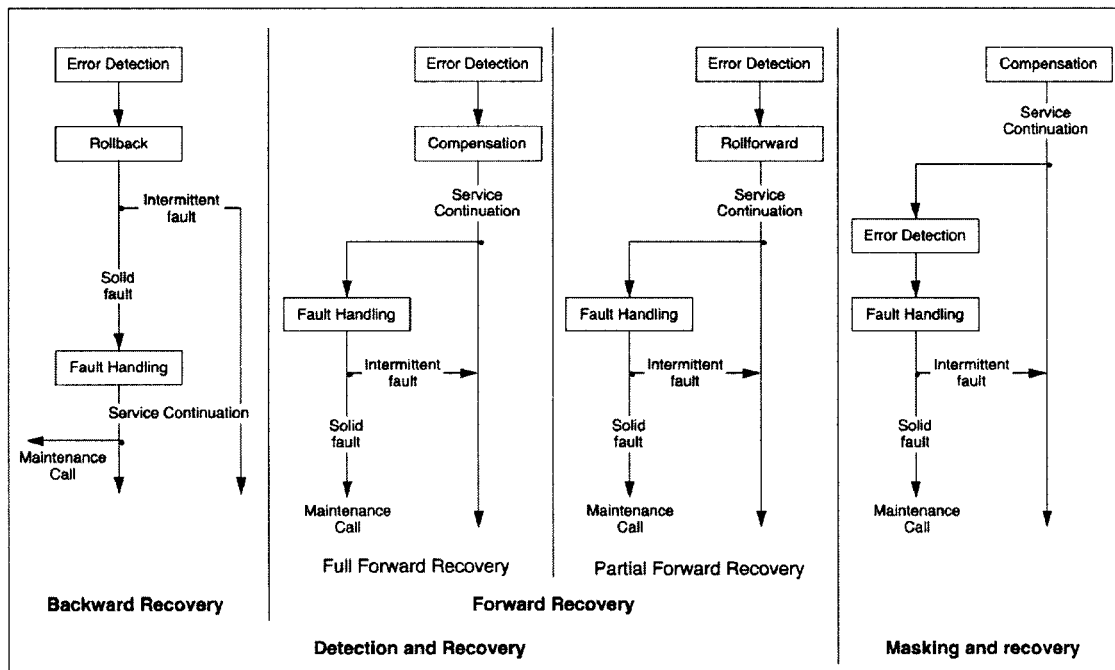 Error Detection
Rollback
Intermittent
fault
Solid
fault
Fault Handling
Service Continuation
Maintenance
Call
Backward Recovery
Error Detection
Compensation
Service
Continuation
Fault Handling
Intermittent
fault
Solid
fault
Maintenance
Call
Full Forward Recovery
Error Detection
Rollforward
Service
Continuation
Fault Handling
Intermittent
fault
Solid
fault
Maintenance
Call
Partial Forward Recovery
Forward Recovery
Detection and Recovery
Compensation
Service
Continuation
Error Detection
Fault Handling
Intermittent
fault
Solid
fault
Maintenance
Call
Masking and recovery